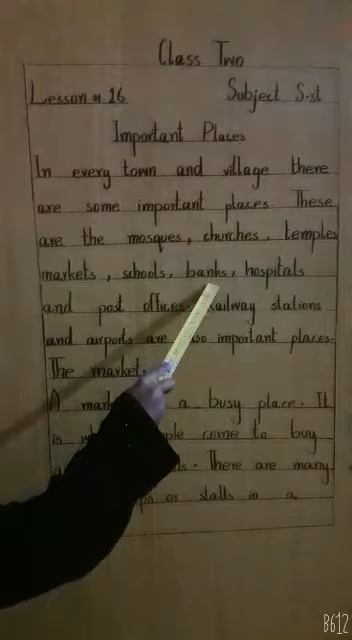 Class Two
Lesson # 26 Subject S.st
Important Places
In every town and village there
are some important places. These
are the mosques, churches, temples
markets, schools, banks, hospitals
and post offices. Railway stations
and airports are also important places.
The market.
A a busy place. It
is come to buy
There are many
or stalls in a
B612